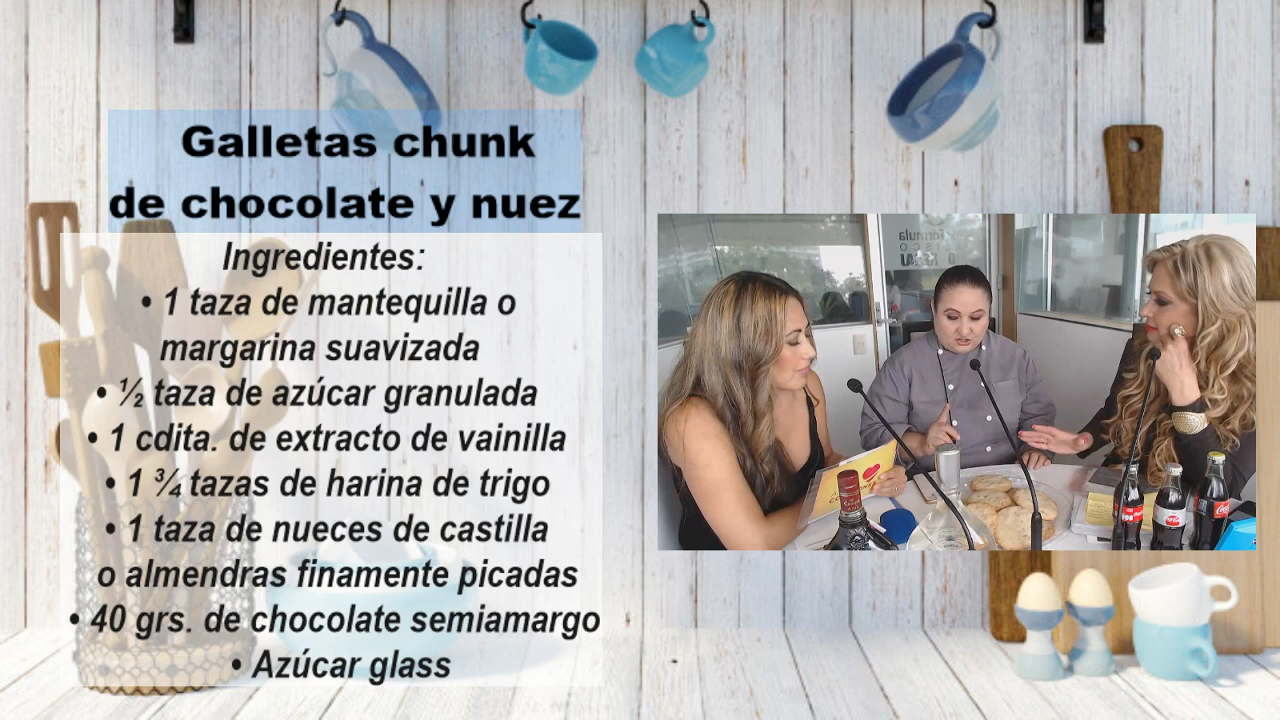 Galletas chunk
de chocolate y nuez
Ingredientes:
• 1 taza de mantequilla o
margarina suavizada
• ½ taza de azúcar granulada
• 1 cdita. de extracto de vainilla
• 1 ¾ tazas de harina de trigo
• 1 taza de nueces de castilla
o almendras finamente picadas
• 40 grs. de chocolate semiamargo
• Azúcar glass